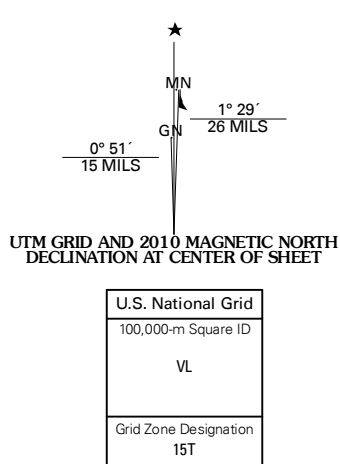 ★
MN
1° 29´
26 MILS
GN
0° 51´
15 MILS
UTM GRID AND 2010 MAGNETIC NORTH
DECLINATION AT CENTER OF SHEET
U.S. National Grid
100,000-m Square ID
VL
Grid Zone Designation
15T